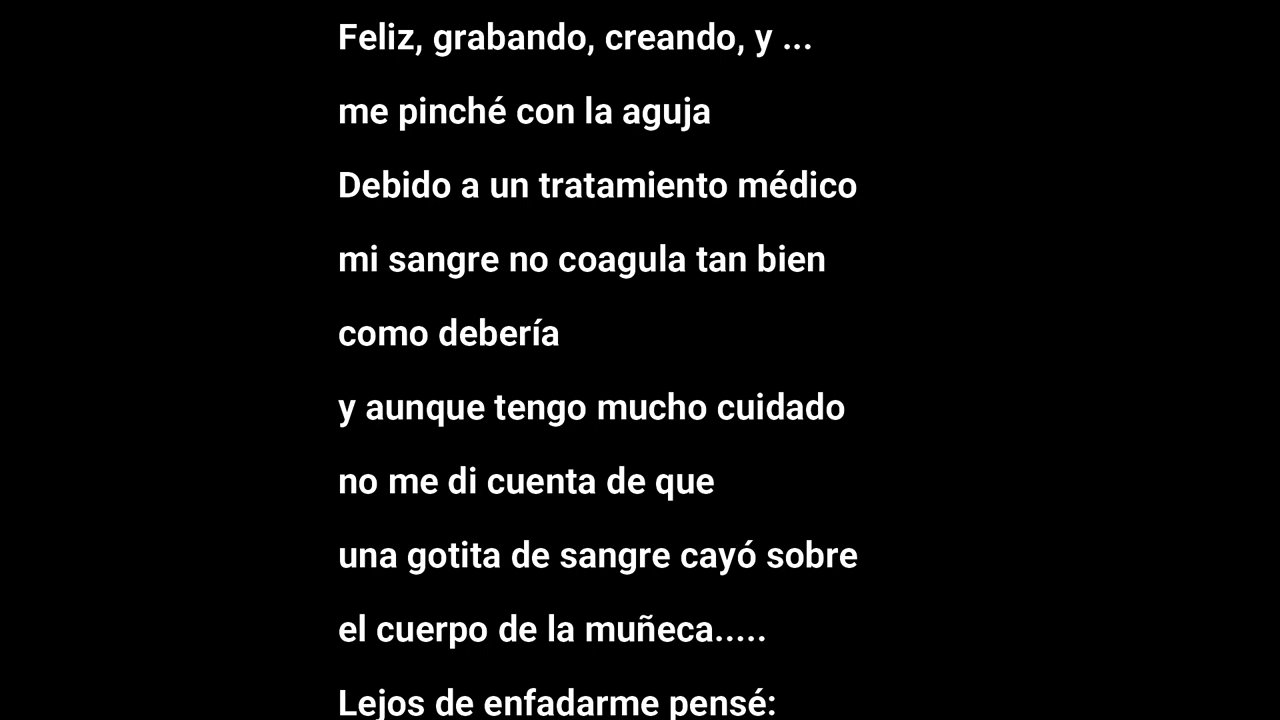 Feliz, grabando, creando, y ...
me pinché con la aguja
Debido a un tratamiento médico
mi sangre no coagula tan bien
como debería
y aunque tengo mucho cuidado
no me di cuenta de que
una gotita de sangre cayó sobre
el cuerpo de la muñeca.....
Lejos de enfadarme pensé: